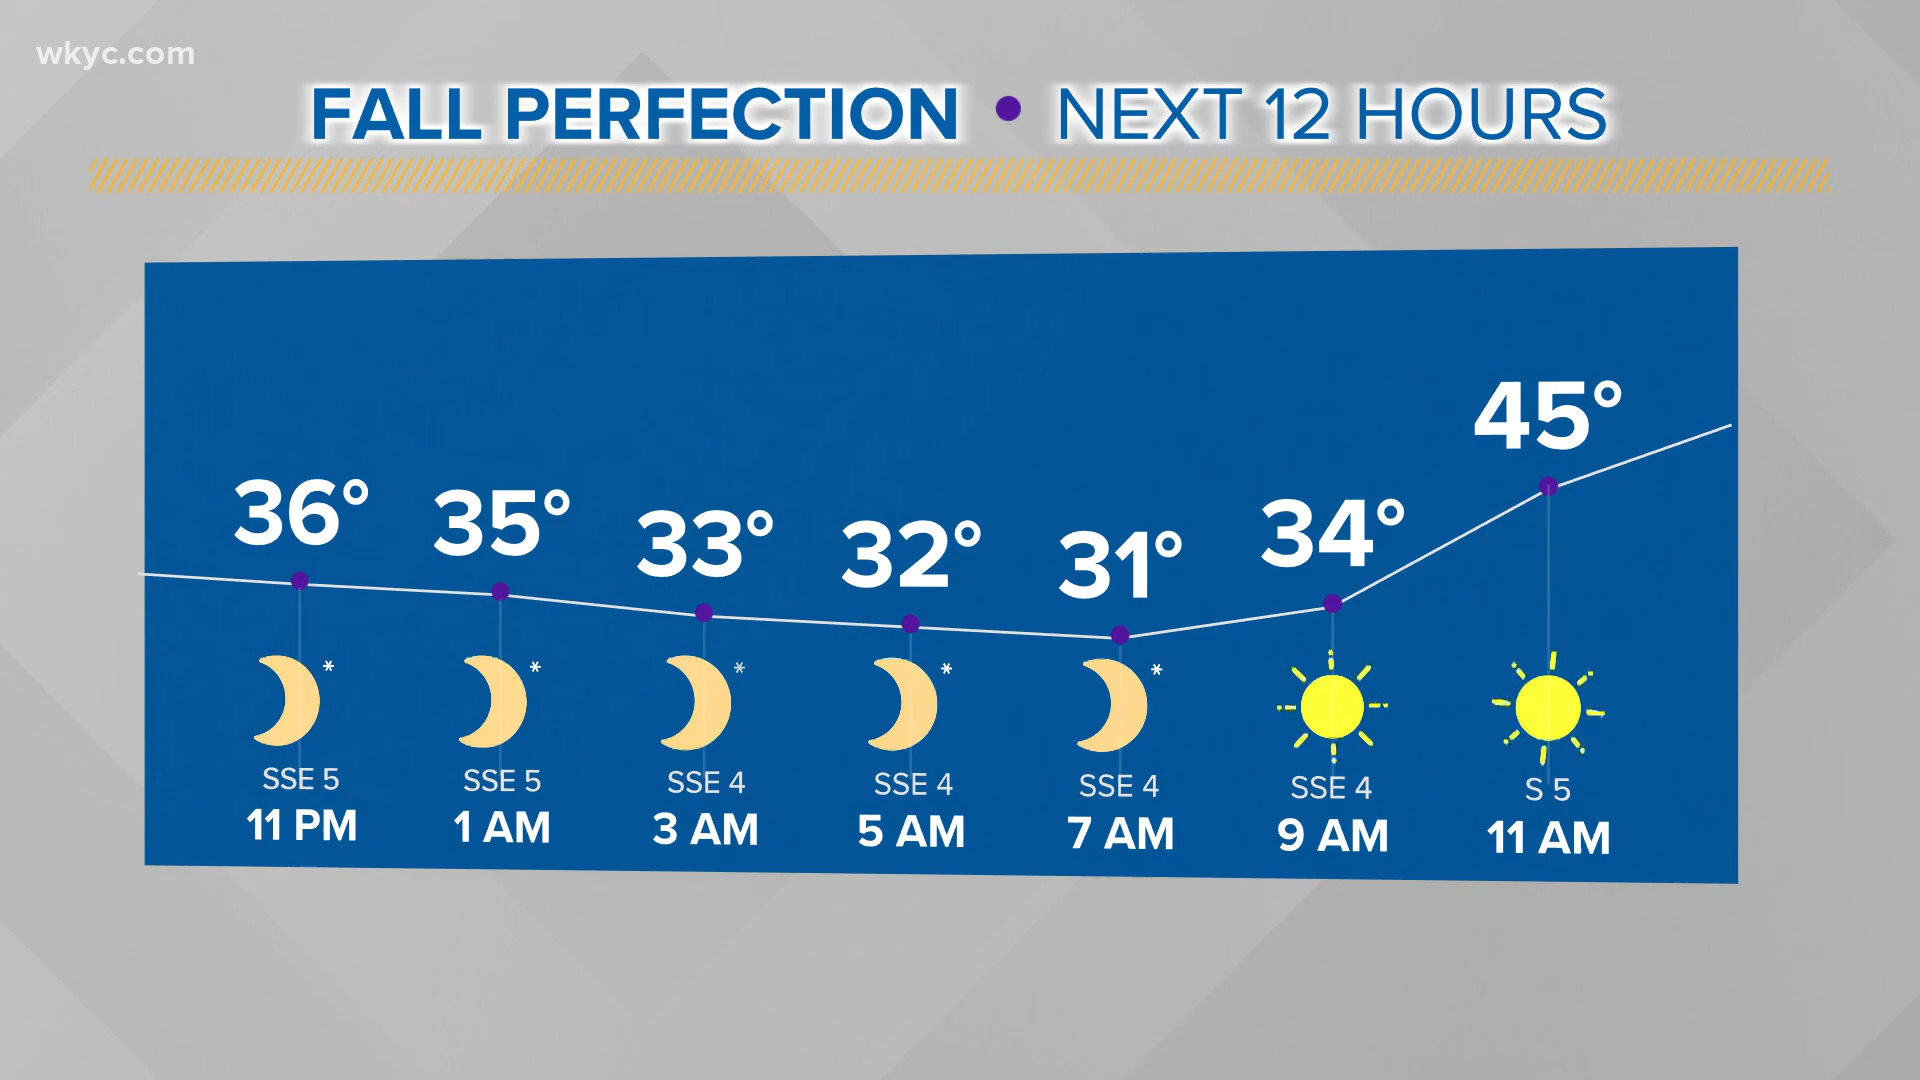 wkyc.com
FALL PERFECTION • NEXT 12 HOURS
36° 35° 33° 32° 31° 34° 45°
SSE 5 SSE 5 SSE 4 SSE 4 SSE 4 SSE 4 S 5
11 PM 1 AM 3 AM 5 AM 7 AM 9 AM 11 AM